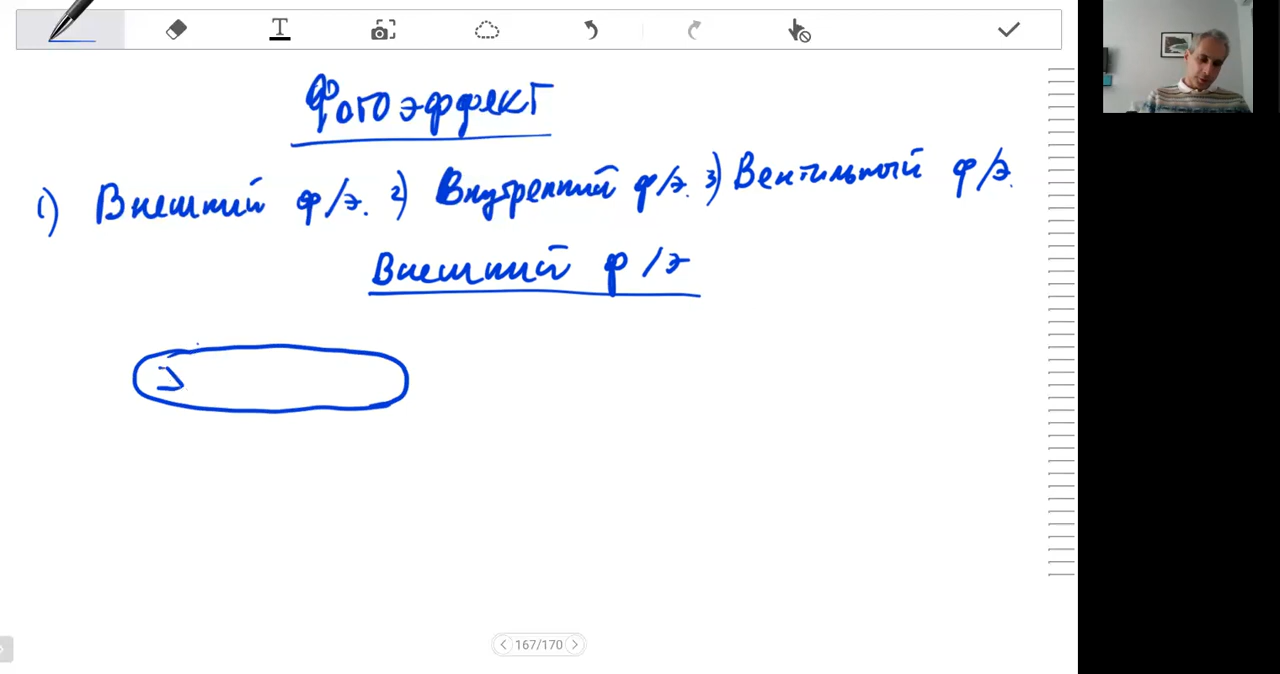 T
Фотоэффект
1) Внешний ф/э. 2) Внутренний ф/э. 3) Вентильный ф/э.
Внешний ф/э
167/170